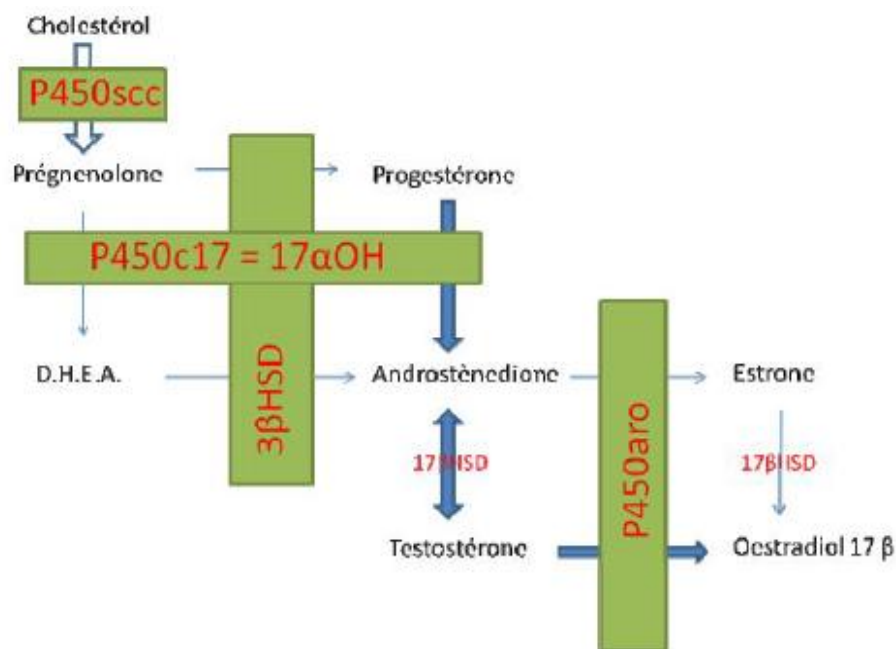 Cholestérol
P450scc
Prégnenolone
Progestérone
P450c17 = 17αOH
3βHSD
D.H.E.A.
Androstènedione
Estrone
17βHSD
17βHSD
P450aro
Testostérone
Oestradiol 17 β